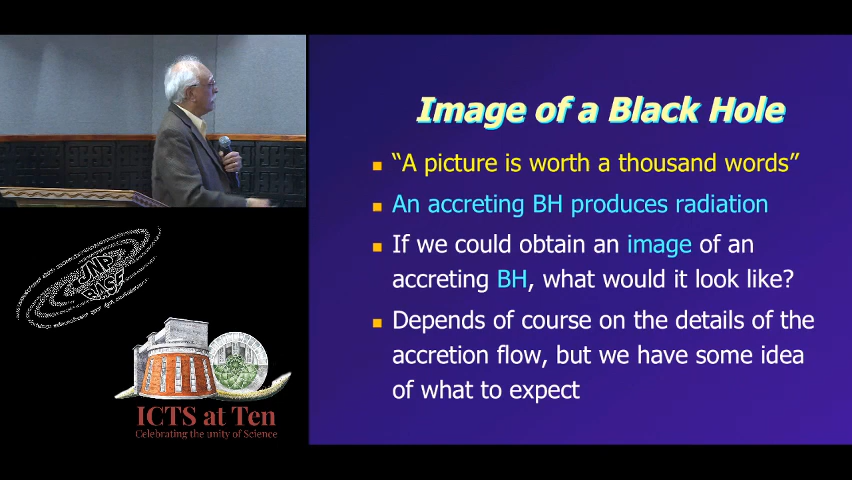 Image of a Black Hole
“A picture is worth a thousand words”
An accreting BH produces radiation
If we could obtain an image of an
accreting BH, what would it look like?
Depends of course on the details of the
accretion flow, but we have some idea
of what to expect
JNP
BASE
ICTS at Ten
Celebrating the unity of Science